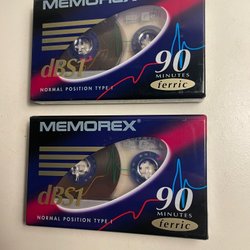 MEMOREX
dBS1
90
MINUTES
NORMAL POSITION TYPE I
ferric
MEMOREX®
dBS1
90
MINUTES
NORMAL POSITION TYPE I
ferric